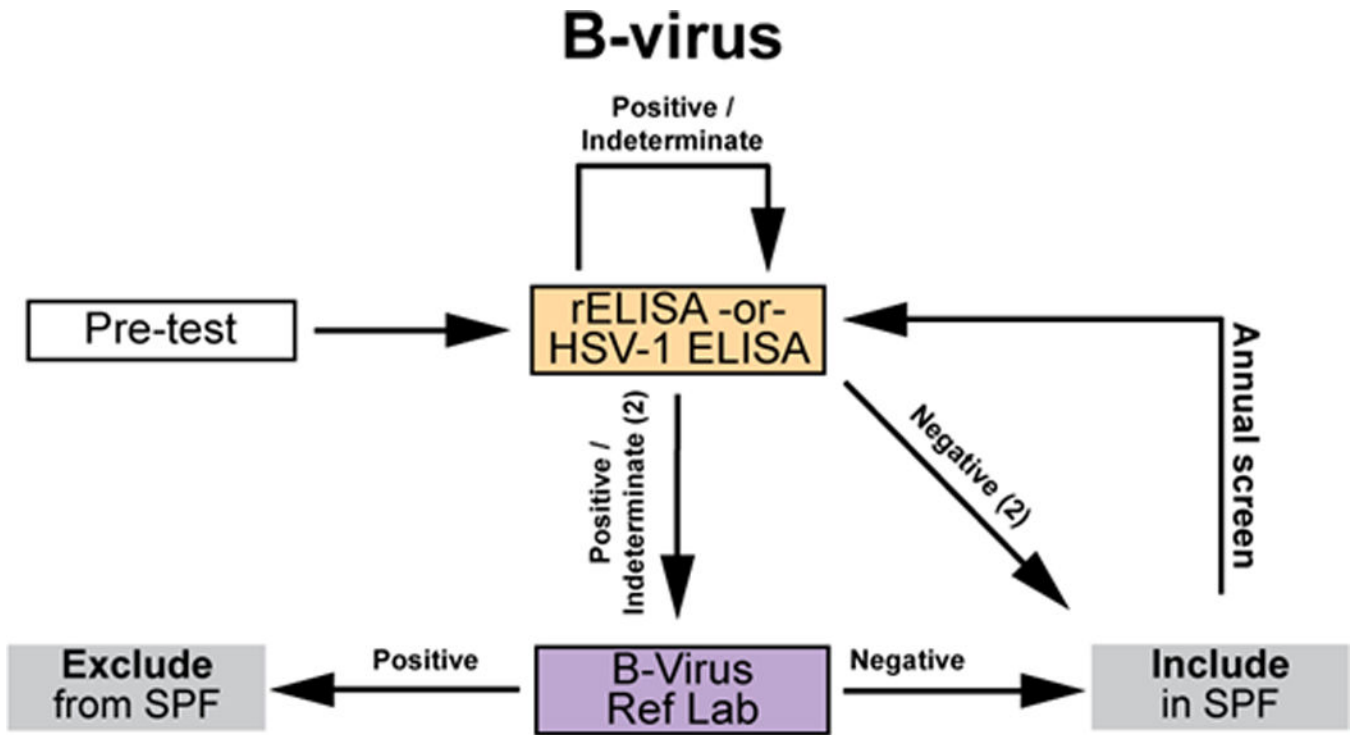 B-virus
Positive /
Indeterminate
Pre-test
rELISA -or-
HSV-1 ELISA
Annual screen
Positive /
Indeterminate (2)
Negative (2)
Exclude
from SPF
Positive
B-Virus
Ref Lab
Negative
Include
in SPF